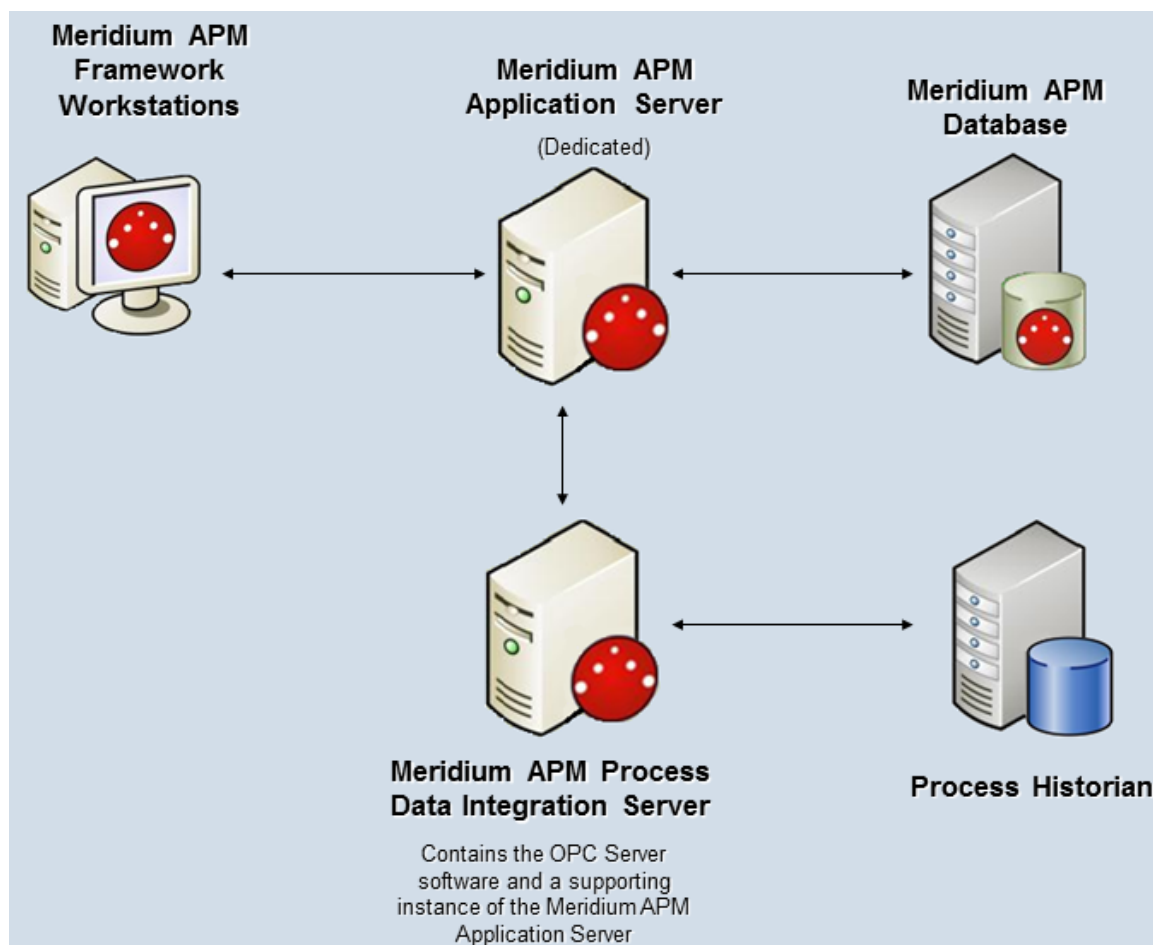 Meridium APM
Framework
Workstations
Meridium APM
Application Server
(Dedicated)
Meridium APM
Database
Meridium APM Process
Data Integration Server
Contains the OPC Server
software and a supporting
instance of the Meridium APM
Application Server
Process Historian